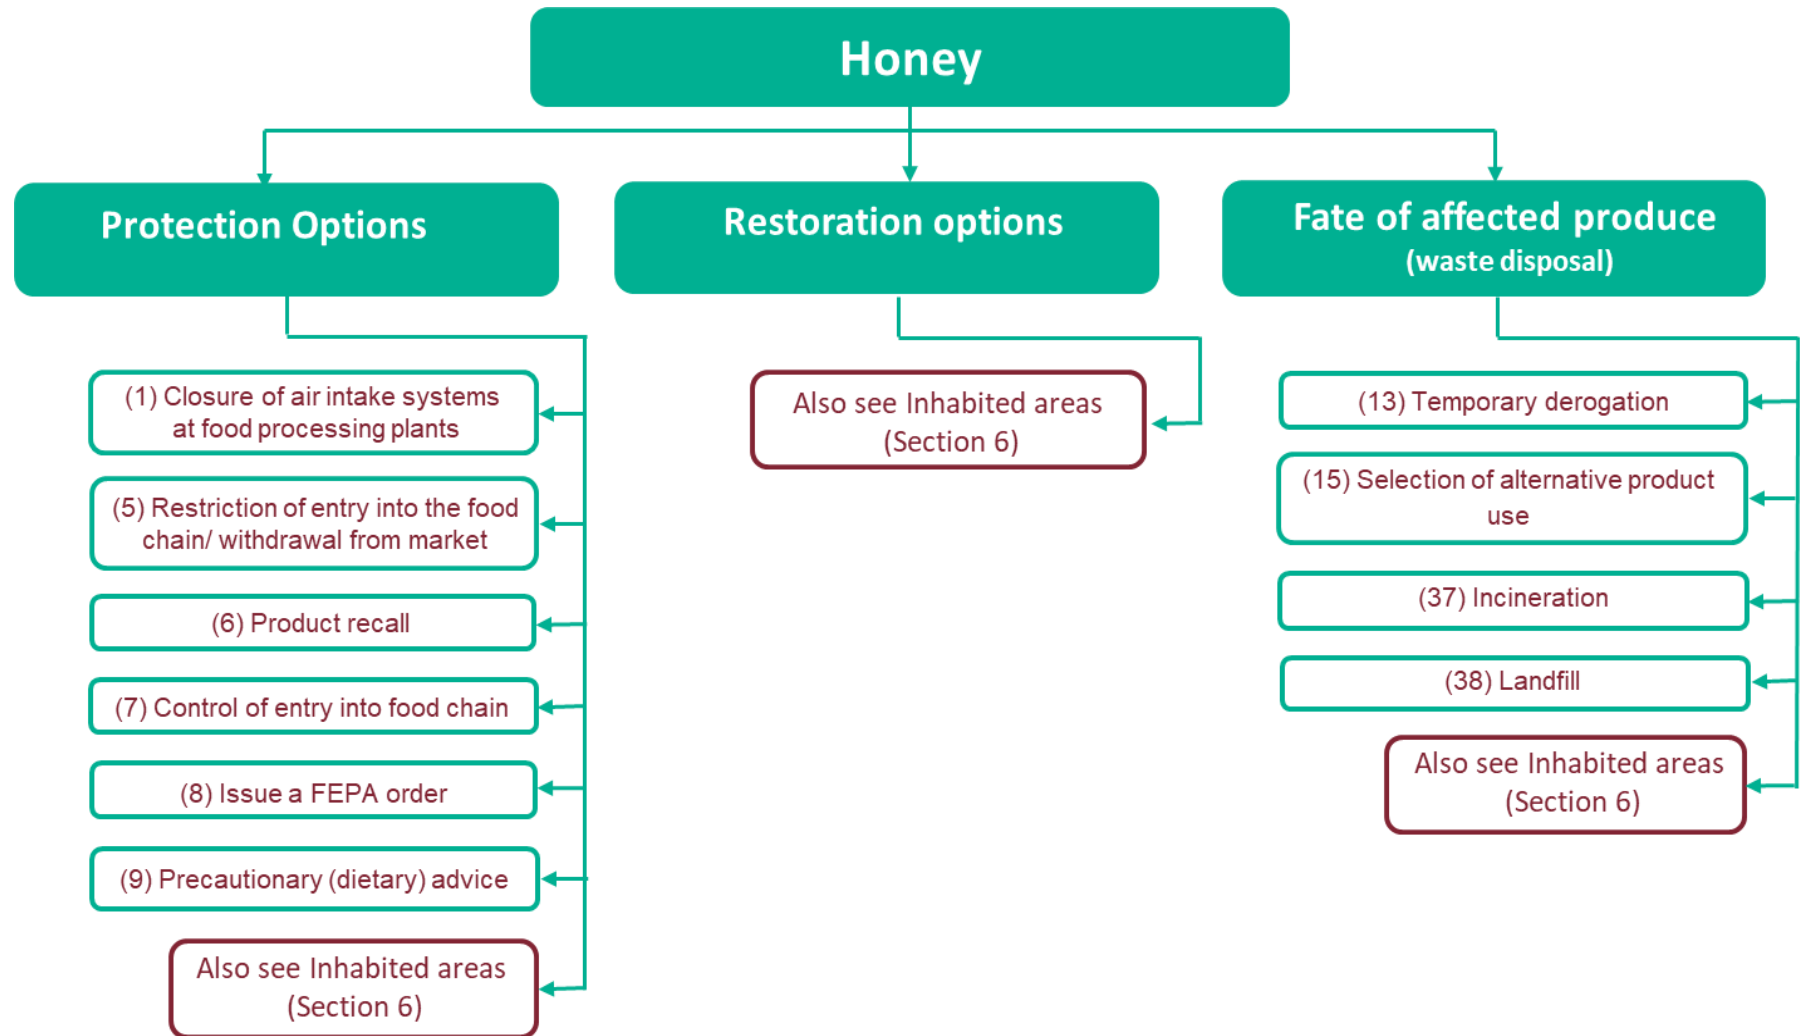 Honey
Protection Options
(1) Closure of air intake systems
at food processing plants
(5) Restriction of entry into the food
chain/ withdrawal from market
(6) Product recall
(7) Control of entry into food chain
(8) Issue a FEPA order
(9) Precautionary (dietary) advice
Also see Inhabited areas
(Section 6)
Restoration options
Also see Inhabited areas
(Section 6)
Fate of affected produce
(waste disposal)
(13) Temporary derogation
(15) Selection of alternative product
use
(37) Incineration
(38) Landfill
Also see Inhabited areas
(Section 6)